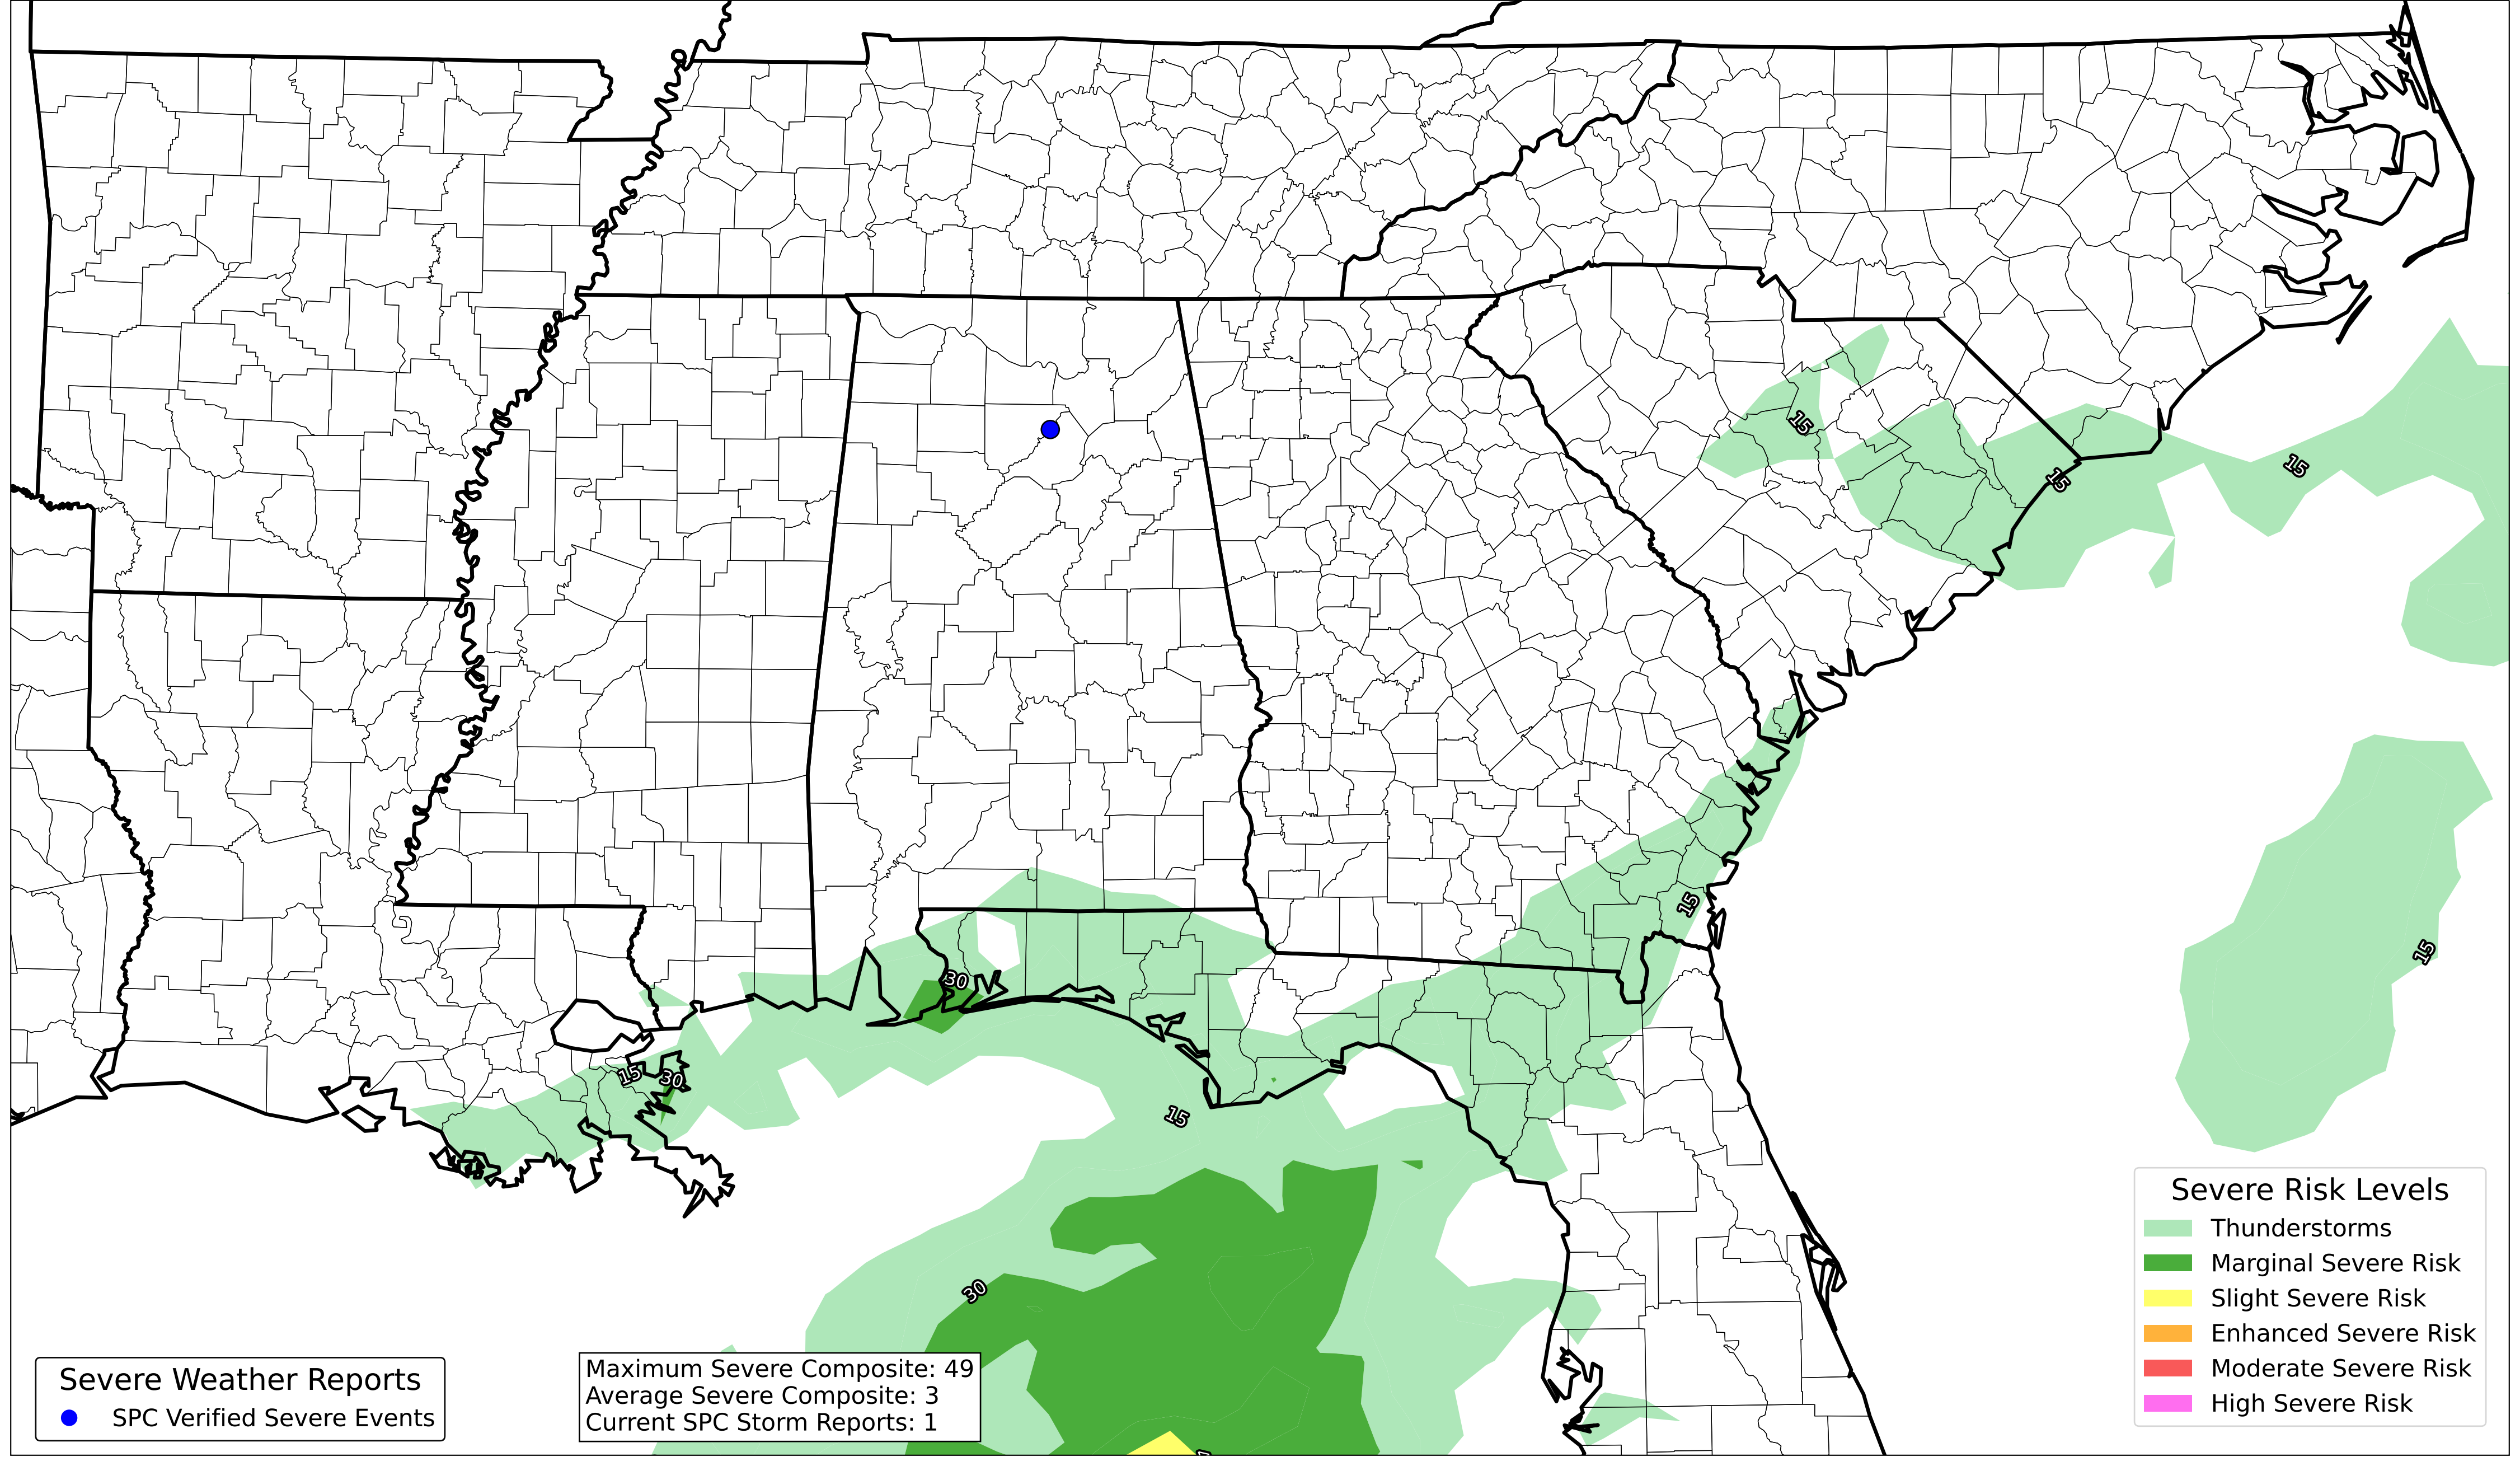 15
15
15
15
15
30
15
30
15
30
Severe Risk Levels
Thunderstorms
Marginal Severe Risk
Slight Severe Risk
Enhanced Severe Risk
Moderate Severe Risk
High Severe Risk
Severe Weather Reports
SPC Verified Severe Events
Maximum Severe Composite: 49
Average Severe Composite: 3
Current SPC Storm Reports: 1